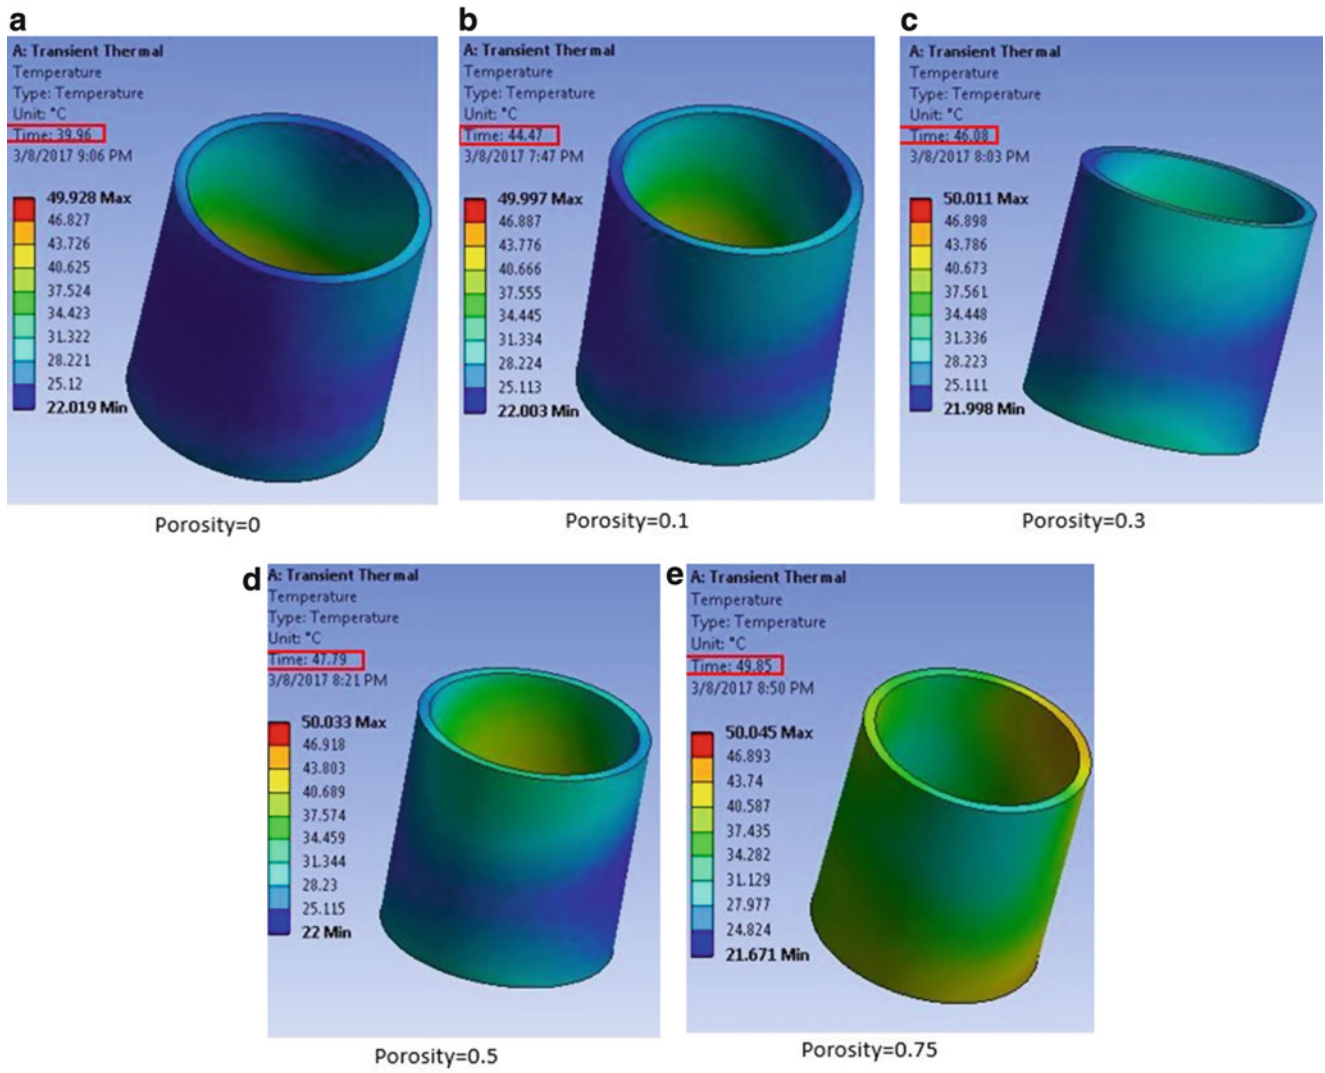 a
A: Transient Thermal
Temperature
Type: Temperature
Unit: °C
Time: 39.96
3/8/2017 9:06 PM
49.928 Max
46.827
43.726
40.625
37.524
34.423
31.322
28.221
25.12
22.019 Min
Porosity=0
b
A: Transient Thermal
Temperature
Type: Temperature
Unit: °C
Time: 44.47
3/8/2017 7:47 PM
49.997 Max
46.887
43.776
40.666
37.555
34.445
31.334
28.224
25.113
22.003 Min
Porosity=0.1
c
A: Transient Thermal
Temperature
Type: Temperature
Unit: °C
Time: 46.08
3/8/2017 8:03 PM
50.011 Max
46.898
43.786
40.673
37.561
34.448
31.336
28.223
25.111
21.998 Min
Porosity=0.3
d
A: Transient Thermal
Temperature
Type: Temperature
Unit: °C
Time: 47.79
3/8/2017 8:21 PM
50.033 Max
46.918
43.803
40.689
37.574
34.459
31.344
28.23
25.115
22 Min
Porosity=0.5
e
A: Transient Thermal
Temperature
Type: Temperature
Unit: °C
Time: 49.85
3/8/2017 8:50 PM
50.045 Max
46.893
43.74
40.587
37.435
34.282
31.129
27.977
24.824
21.671 Min
Porosity=0.75